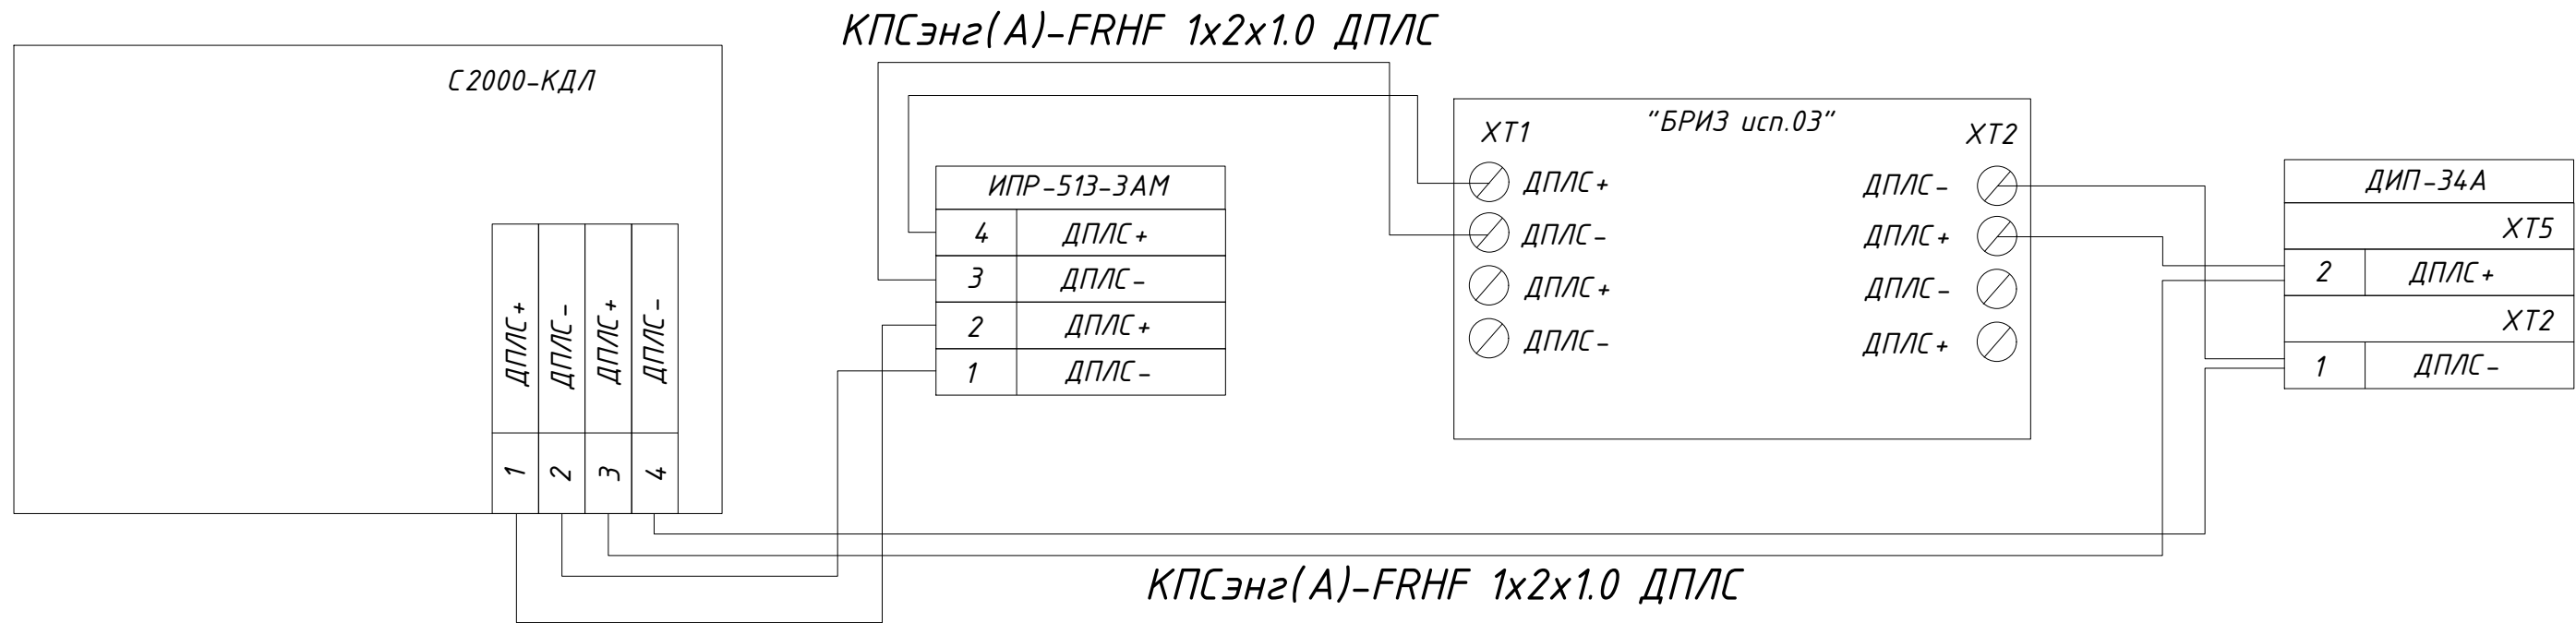 КПСэнг(А)-FRHF 1х2х1.0 ДПЛС
С2000-КДЛ
ДПЛС+
ДПЛС-
ДПЛС+
ДПЛС-
1
2
3
4
ИПР-513-3АМ
4 ДПЛС+
3 ДПЛС-
2 ДПЛС+
1 ДПЛС-
"БРИЗ исп.03"
ХТ1
ДПЛС+
ДПЛС-
ДПЛС+
ДПЛС-
ХТ2
ДПЛС-
ДПЛС+
ДПЛС-
ДПЛС+
ДИП-34А
ХТ5
2 ДПЛС+
ХТ2
1 ДПЛС-
КПСэнг(А)-FRHF 1х2х1.0 ДПЛС